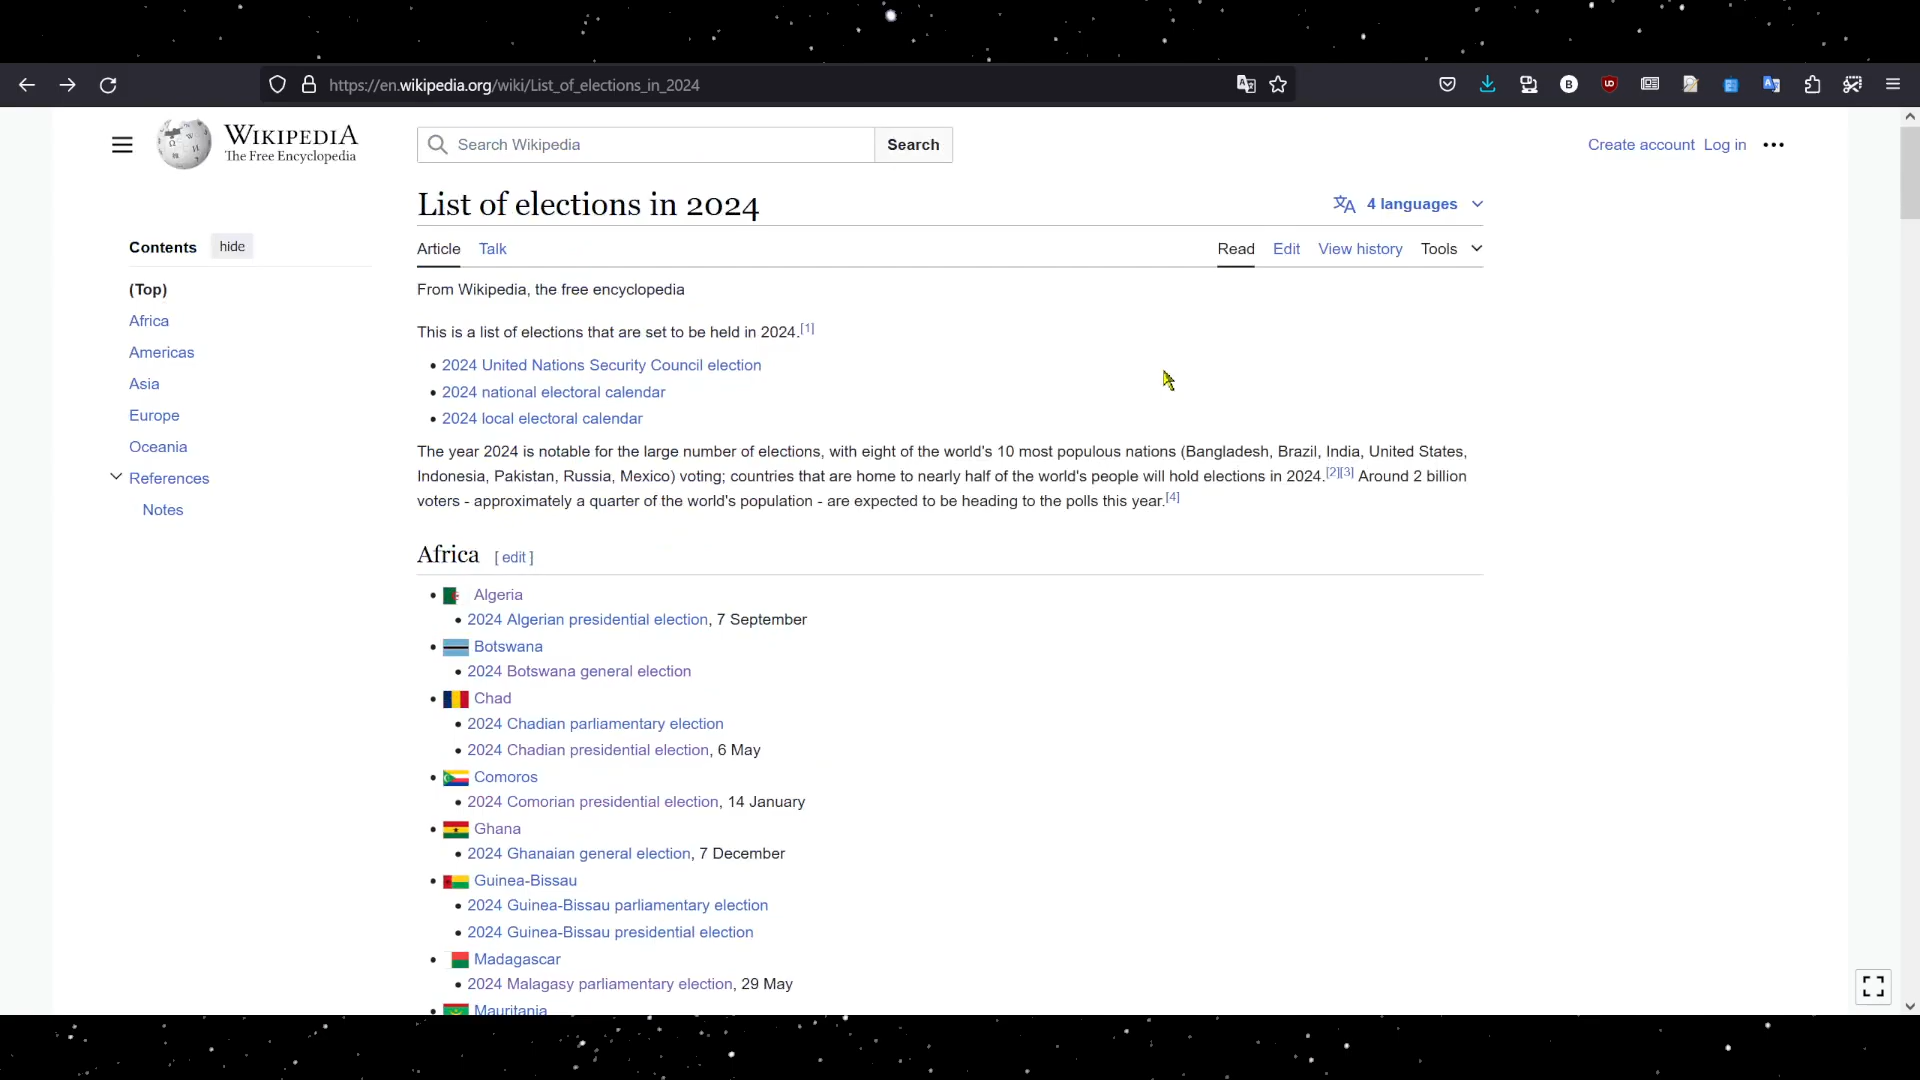 https://en.wikipedia.org/wiki/List_of_elections_in_2024
WIKIPEDIA
The Free Encyclopedia
Search Wikipedia
Search
Create account Log in
List of elections in 2024
4 languages
Contents hide
Article Talk
Read Edit View history Tools
(Top)
Africa
Americas
Asia
Europe
Oceania
References
Notes
From Wikipedia, the free encyclopedia
This is a list of elections that are set to be held in 2024.[1]
• 2024 United Nations Security Council election
• 2024 national electoral calendar
• 2024 local electoral calendar
The year 2024 is notable for the large number of elections, with eight of the world's 10 most populous nations (Bangladesh, Brazil, India, United States,
Indonesia, Pakistan, Russia, Mexico) voting; countries that are home to nearly half of the world's people will hold elections in 2024.[2][3] Around 2 billion
voters - approximately a quarter of the world's population - are expected to be heading to the polls this year.[4]
Africa [ edit ]
• Algeria
• 2024 Algerian presidential election, 7 September
• Botswana
• 2024 Botswana general election
• Chad
• 2024 Chadian parliamentary election
• 2024 Chadian presidential election, 6 May
• Comoros
• 2024 Comorian presidential election, 14 January
• Ghana
• 2024 Ghanaian general election, 7 December
• Guinea-Bissau
• 2024 Guinea-Bissau parliamentary election
• 2024 Guinea-Bissau presidential election
• Madagascar
• 2024 Malagasy parliamentary election, 29 May
Mauritania